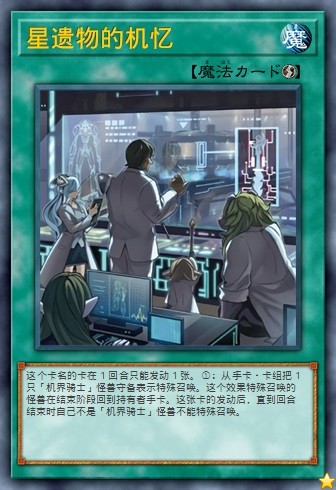 星遗物的机忆
魔
【魔法カード】
这个卡名的卡在1回合只能发动1张。①：从手卡·卡组把1
只「机界骑士」怪兽守备表示特殊召唤。这个效果特殊召唤的
怪兽在结束阶段回到持有者手卡。这张卡的发动后，直到回合
结束时自己不是「机界骑士」怪兽不能特殊召唤。